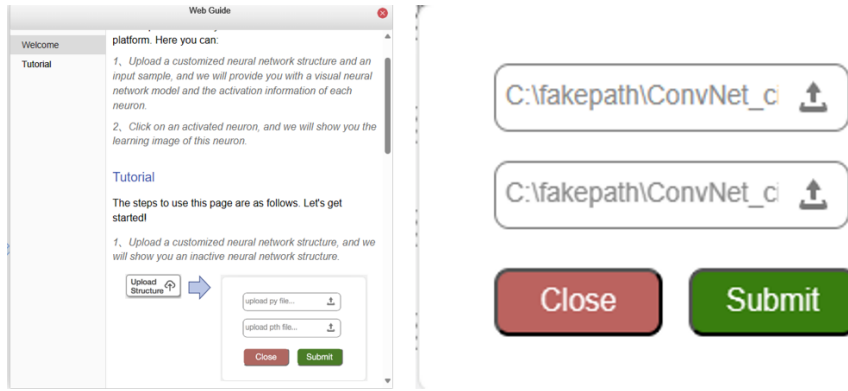 Web Guide
Welcome
Tutorial
platform. Here you can:
1、Upload a customized neural network structure and an
input sample, and we will provide you with a visual neural
network model and the activation information of each
neuron.
2、Click on an activated neuron, and we will show you the
learning image of this neuron.
Tutorial
The steps to use this page are as follows. Let's get
started!
1、Upload a customized neural network structure, and we
will show you an inactive neural network structure.
Upload
Structure
upload py file...
upload pth file...
Close Submit
C:\fakepath\ConvNet_ci
C:\fakepath\ConvNet_ci
Close Submit